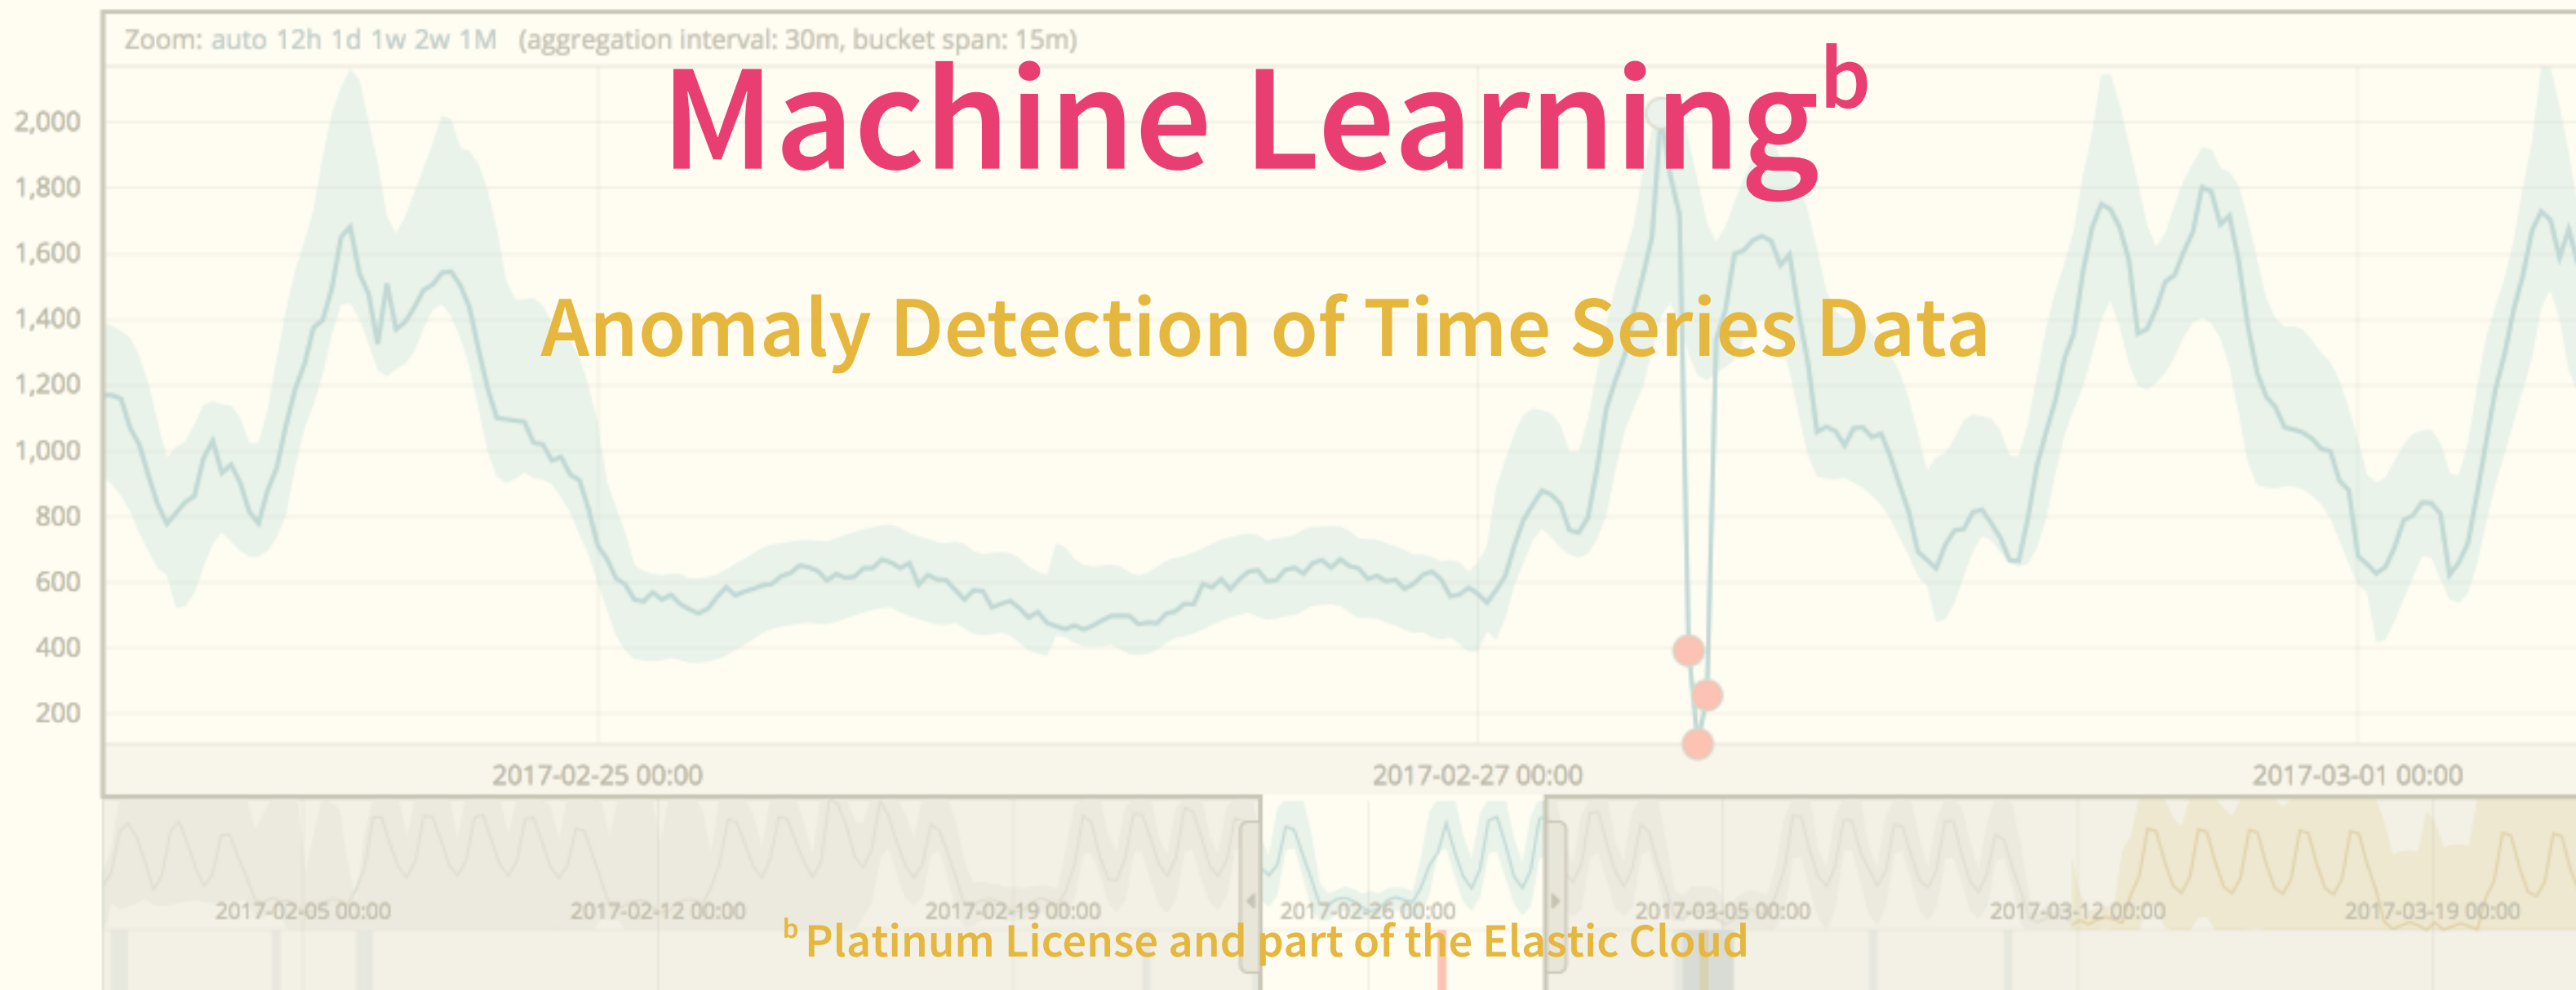 Zoom: auto 12h 1d 1w 2w 1M (aggregation interval: 30m, bucket span: 15m)
Machine Learningᵇ
2,000
1,800
1,600
1,400
Anomaly Detection of Time Series Data
1,200
1,000
800
600
400
200
2017-02-25 00:00 2017-02-27 00:00 2017-03-01 00:00
2017-02-05 00:00 2017-02-12 00:00 2017-02-19 00:00 2017-02-26 00:00 2017-03-05 00:00 2017-03-12 00:00 2017-03-19 00:00
ᵇ Platinum License and part of the Elastic Cloud